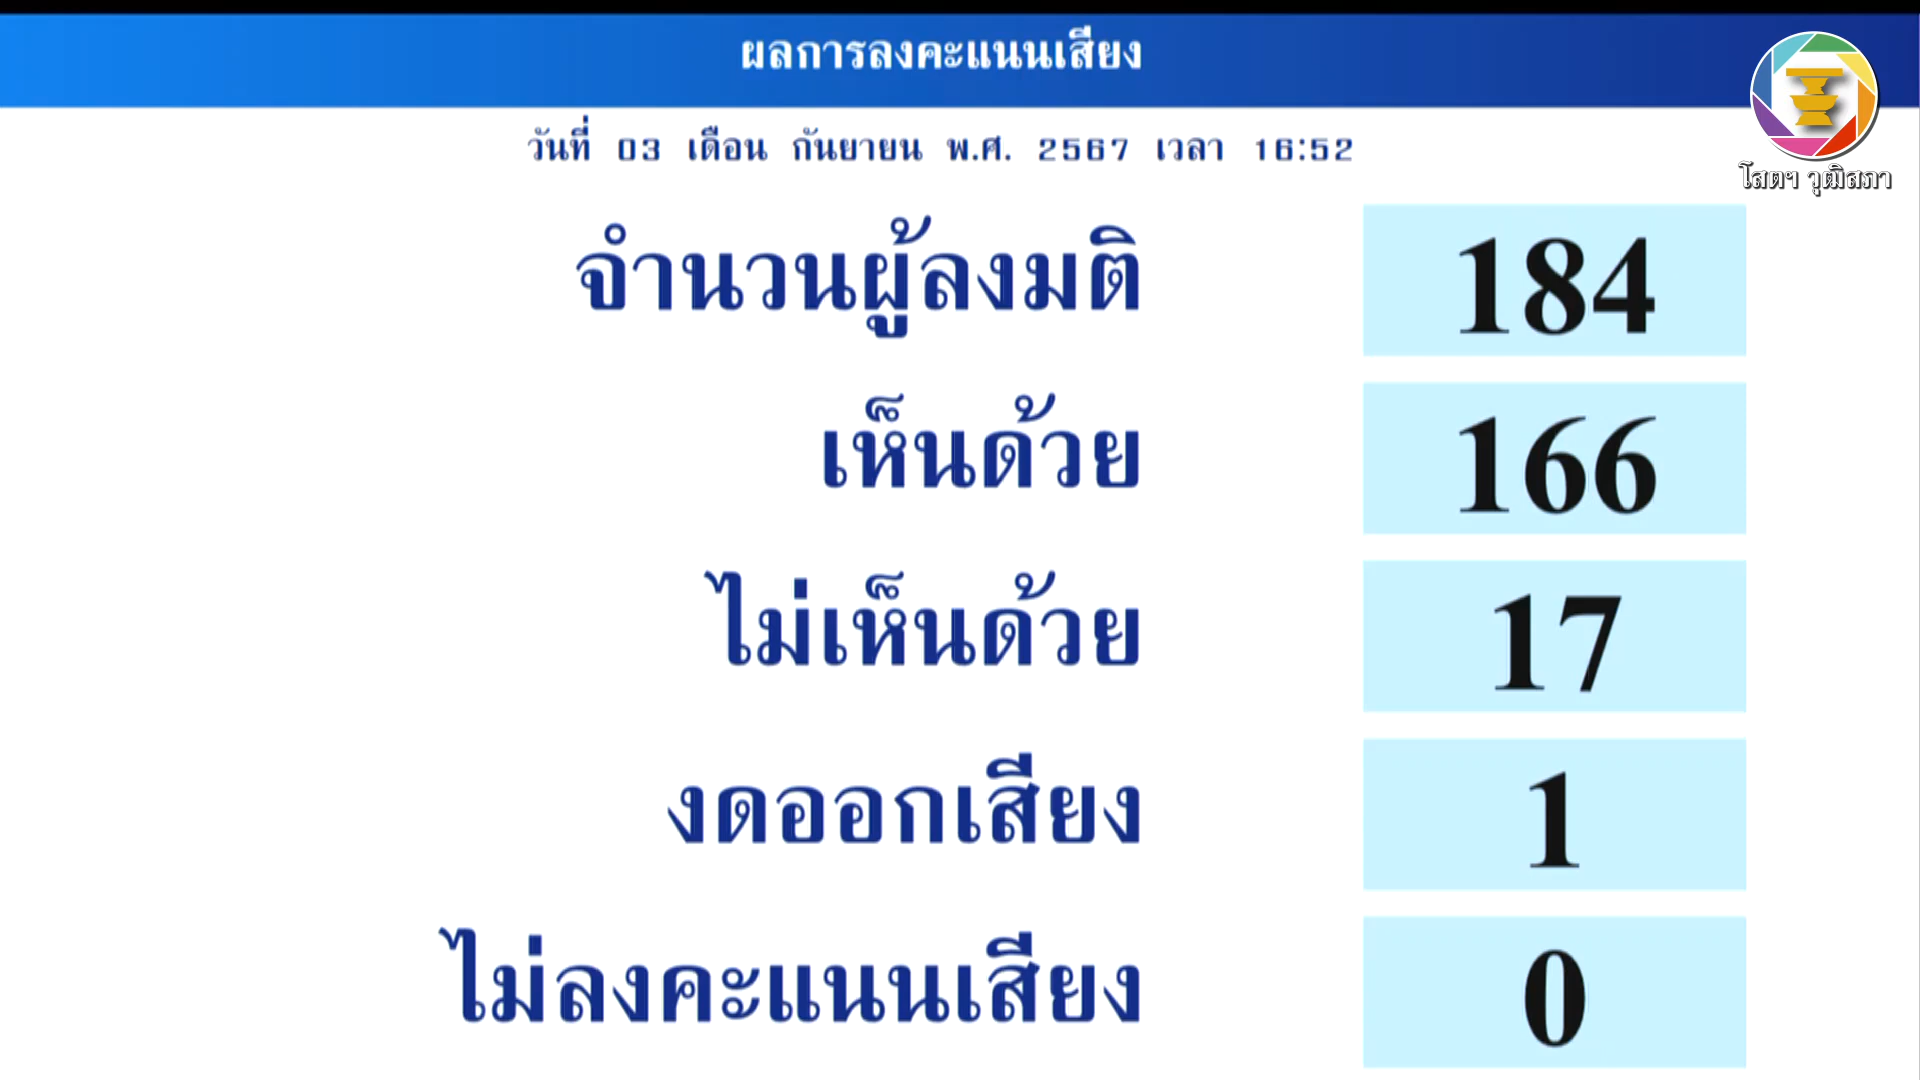 ผลการลงคะแนนเสียง
วันที่ 03 เดือน กันยายน พ.ศ. 2567 เวลา 16:52
โสตฯ วุฒิสภา
จำนวนผู้ลงมติ 184
เห็นด้วย 166
ไม่เห็นด้วย 17
งดออกเสียง 1
ไม่ลงคะแนนเสียง 0